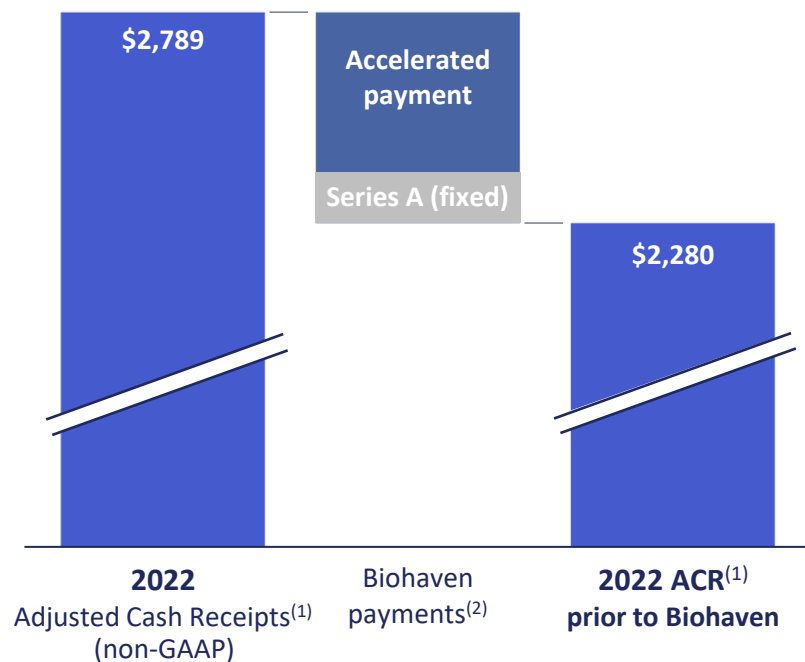 $2,789
Accelerated
payment
Series A (fixed)
$2,280
2022
Adjusted Cash Receipts(1)
(non-GAAP)
Biohaven
payments(2)
2022 ACR(1)
prior to Biohaven